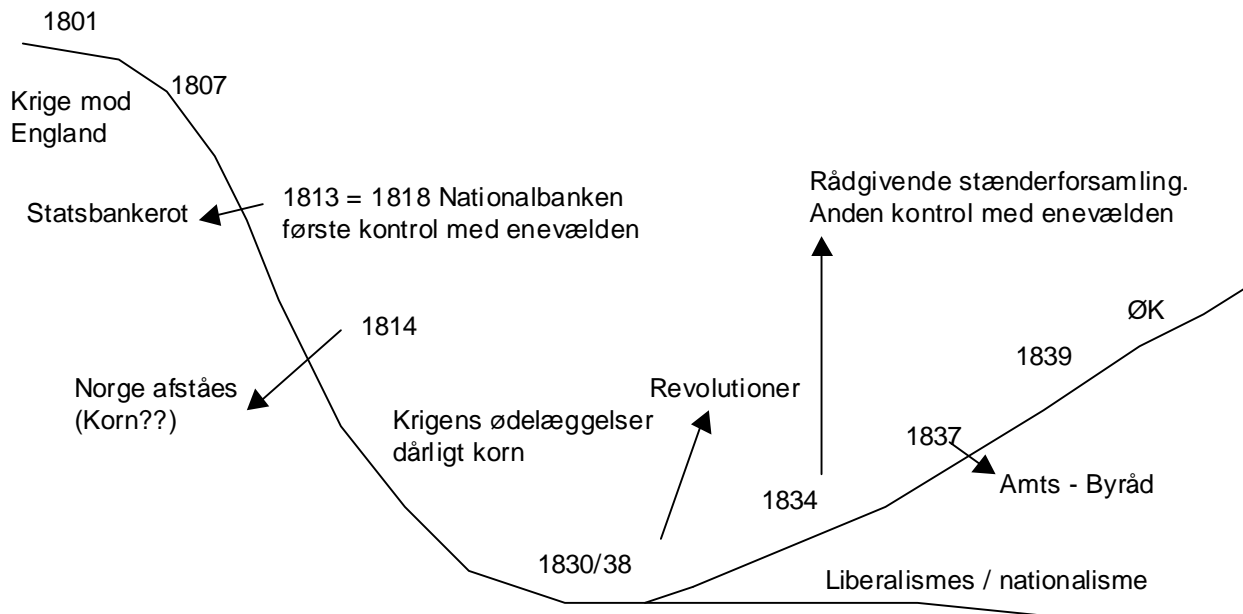 1801
1807
Krige mod
England
Statsbankerot
1813 = 1818 Nationalbanken
første kontrol med enevælden
Rådgivende stænderforsamling.
Anden kontrol med enevælden
1814
Norge afståes
(Korn??)
Krigens ødelæggelser
dårligt korn
Revolutioner
ØK
1839
1837
Amts - Byråd
1834
1830/38
Liberalismes / nationalisme